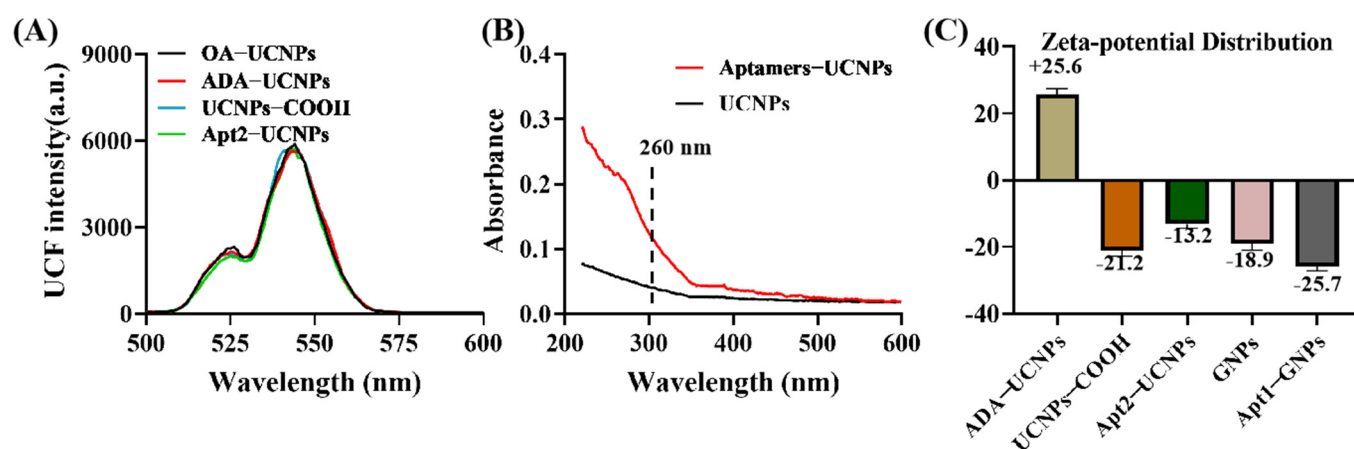 (A)
UCF intensity(a.u.)
9000
6000
3000
0
OA−UCNPs
ADA−UCNPs
UCNPs−COOH
Apt2−UCNPs
500
525
550
575
600
Wavelength (nm)
(B)
Absorbance
0.4
0.3
0.2
0.1
0.0
Aptamers−UCNPs
UCNPs
260 nm
200
300
400
500
600
Wavelength (nm)
(C)
Zeta-potential Distribution
40
20
0
-20
-40
+25.6
-21.2
-13.2
-18.9
-25.7
ADA−UCNPs
UCNPs−COOH
Apt2−UCNPs
GNPs
Apt1−GNPs